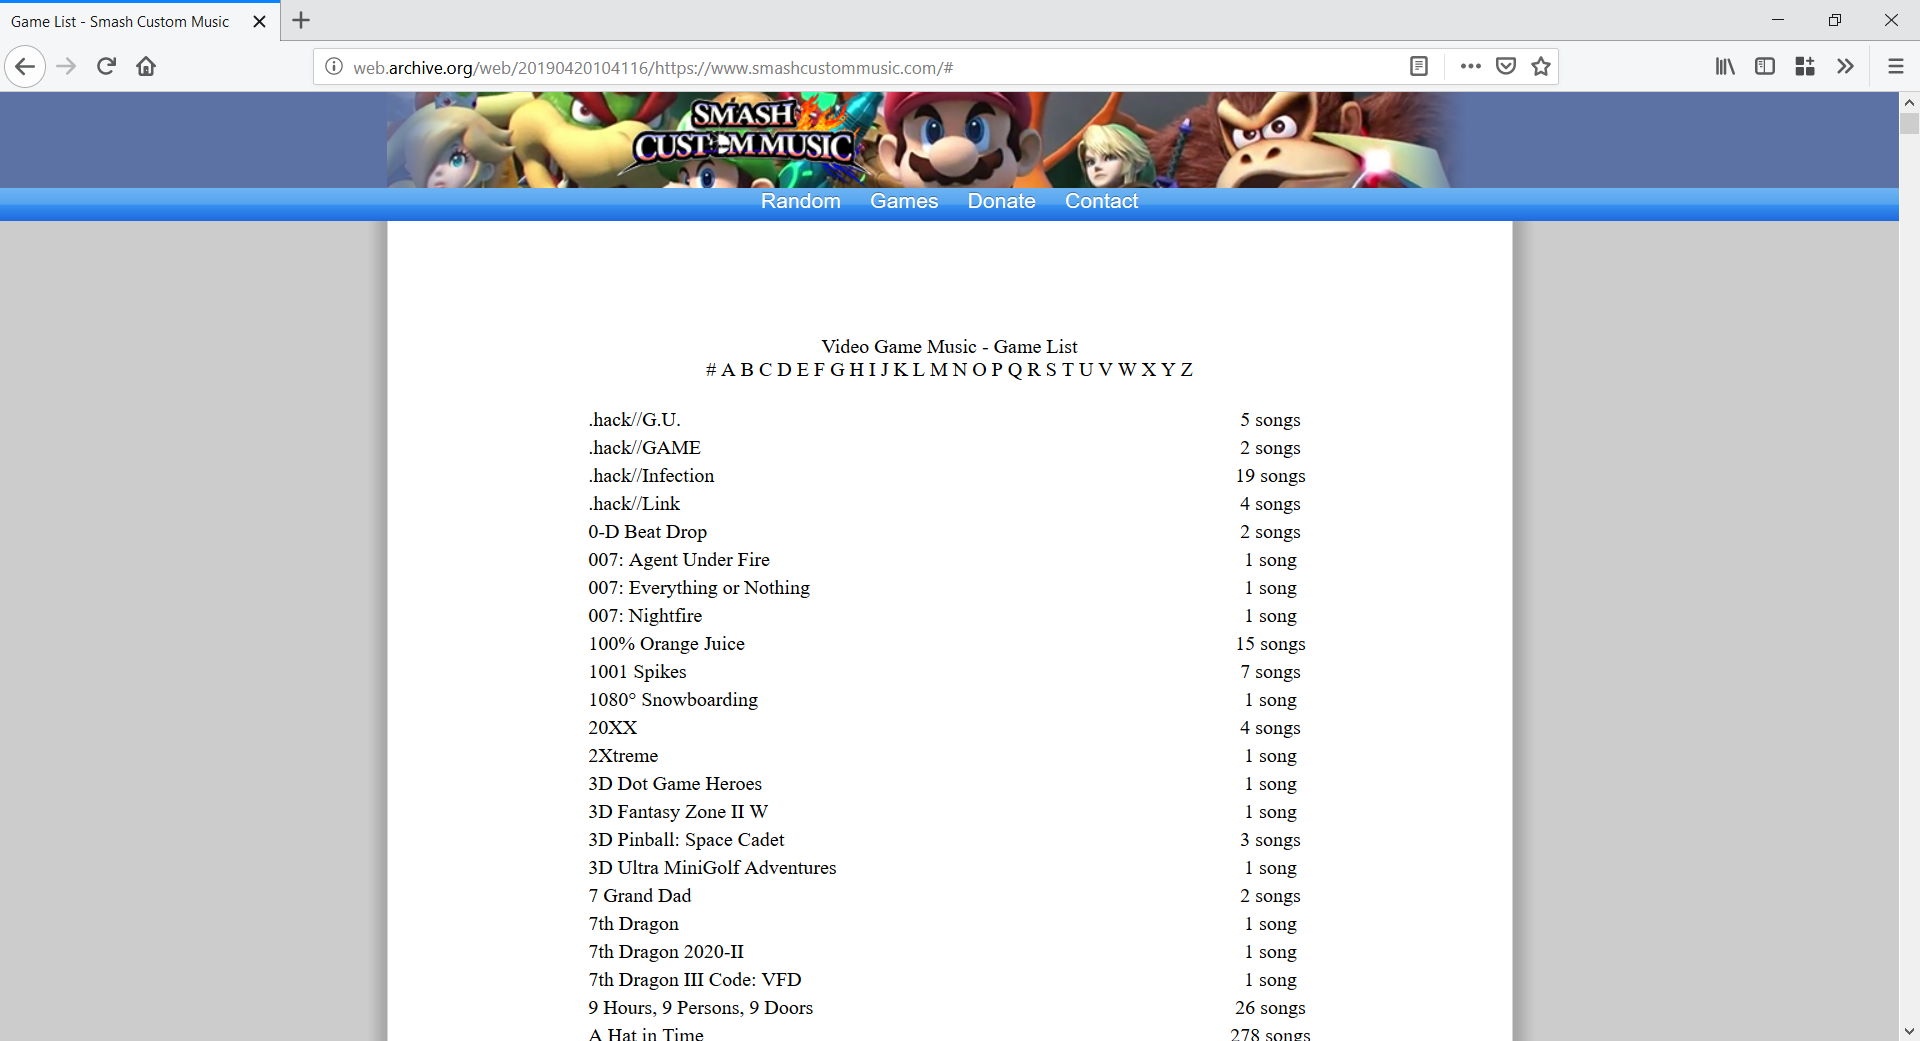 Game List - Smash Custom Music
web.archive.org/web/20190420104116/https://www.smashcustommusic.com/#
SMASH
CUSTOM MUSIC
Random Games Donate Contact
Video Game Music - Game List
# A B C D E F G H I J K L M N O P Q R S T U V W X Y Z
.hack//G.U. 5 songs
.hack//GAME 2 songs
.hack//Infection 19 songs
.hack//Link 4 songs
0-D Beat Drop 2 songs
007: Agent Under Fire 1 song
007: Everything or Nothing 1 song
007: Nightfire 1 song
100% Orange Juice 15 songs
1001 Spikes 7 songs
1080° Snowboarding 1 song
20XX 4 songs
2Xtreme 1 song
3D Dot Game Heroes 1 song
3D Fantasy Zone II W 1 song
3D Pinball: Space Cadet 3 songs
3D Ultra MiniGolf Adventures 1 song
7 Grand Dad 2 songs
7th Dragon 1 song
7th Dragon 2020-II 1 song
7th Dragon III Code: VFD 1 song
9 Hours, 9 Persons, 9 Doors 26 songs
A Hat in Time 278 songs